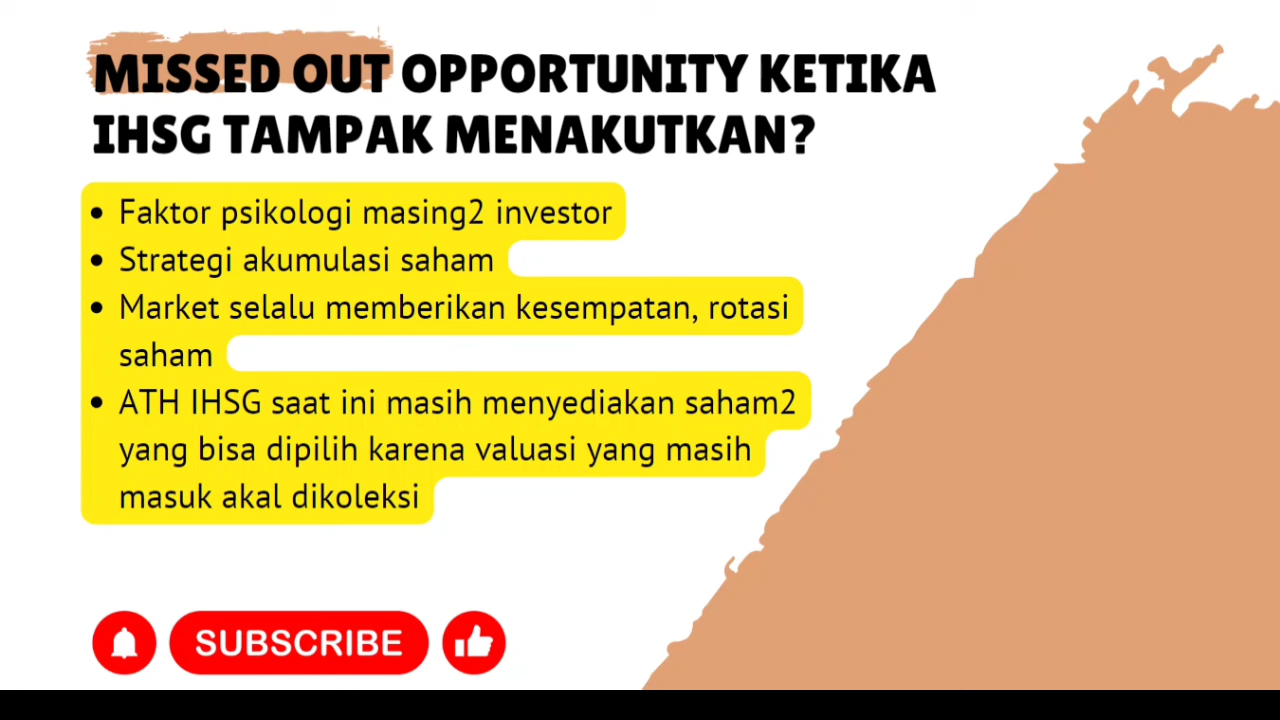 MISSED OUT OPPORTUNITY KETIKA
IHSG TAMPAK MENAKUTKAN?
• Faktor psikologi masing2 investor
• Strategi akumulasi saham
• Market selalu memberikan kesempatan, rotasi
saham
• ATH IHSG saat ini masih menyediakan saham2
yang bisa dipilih karena valuasi yang masih
masuk akal dikoleksi
SUBSCRIBE